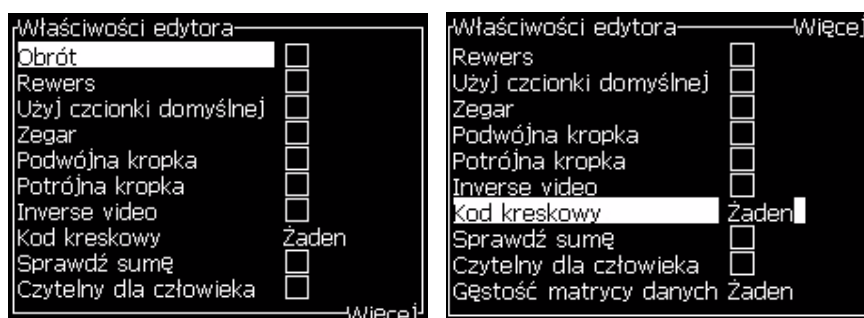 Właściwości edytora
Obrót
Rewers
Użyj czcionki domyślnej
Zegar
Podwójna kropka
Potrójna kropka
Inverse video
Kod kreskowy Żaden
Sprawdź sumę
Czytelny dla człowieka
Więcej
Właściwości edytora Więcej
Rewers
Użyj czcionki domyślnej
Zegar
Podwójna kropka
Potrójna kropka
Inverse video
Kod kreskowy Żaden
Sprawdź sumę
Czytelny dla człowieka
Gęstość matrycy danych Żaden